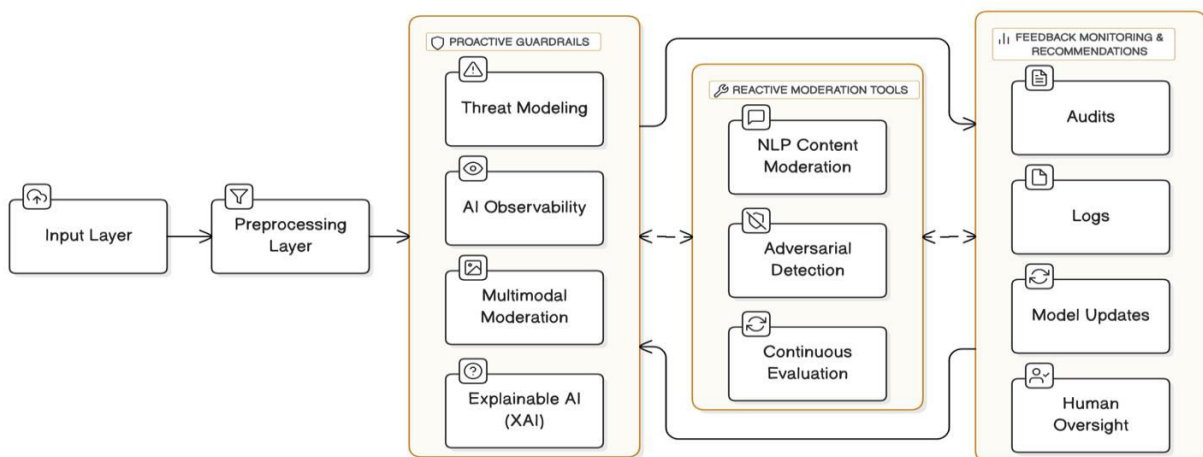 Input Layer
Preprocessing
Layer
PROACTIVE GUARDRAILS
Threat Modeling
AI Observability
Multimodal
Moderation
Explainable AI
(XAI)
REACTIVE MODERATION TOOLS
NLP Content
Moderation
Adversarial
Detection
Continuous
Evaluation
FEEDBACK MONITORING &
RECOMMENDATIONS
Audits
Logs
Model Updates
Human
Oversight